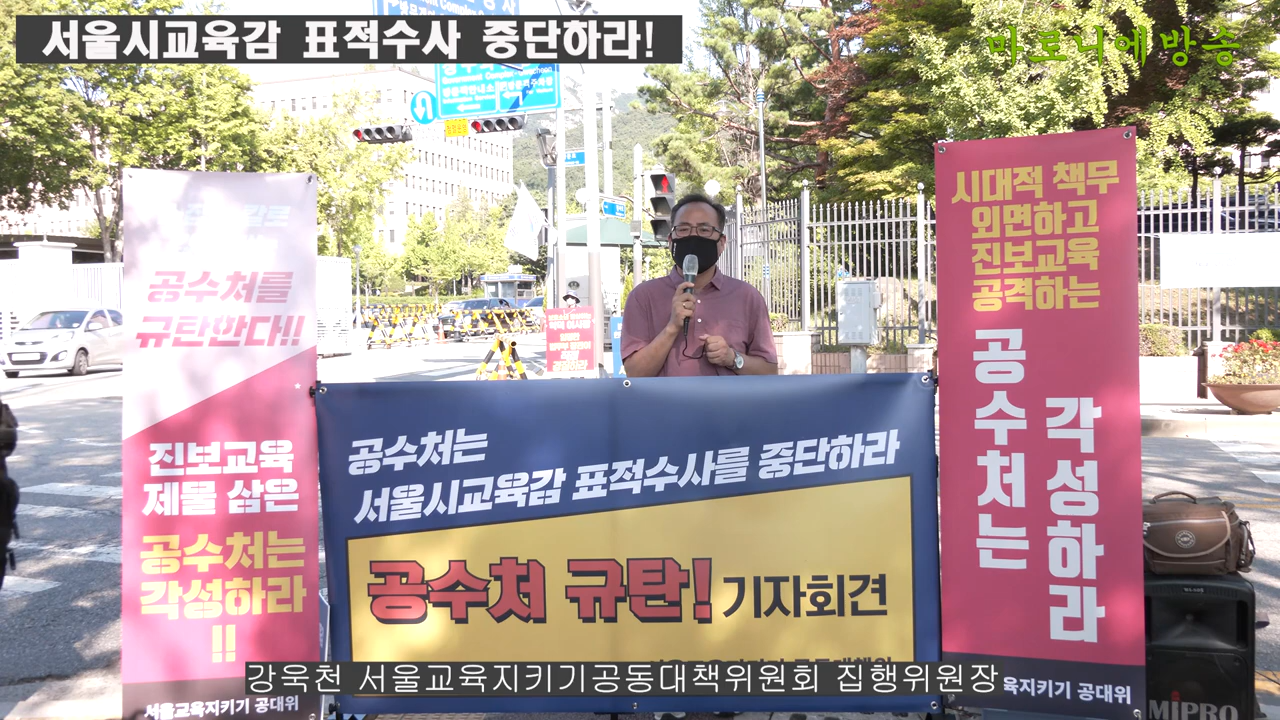 서울시교육감 표적수사 중단하라!
마로니에방송
공수처를
규탄한다!!
진보교육
제물 삼은
공수처는
각성하라
!!
서울교육지키기 공대위
공수처는
서울시교육감 표적수사를 중단하라
공수처 규탄! 기자회견
시대적 책무
외면하고
진보교육
공격하는
공수처는
각성하라
육지키기 공대위
강욱천 서울교육지키기공동대책위원회 집행위원장
MIPRO